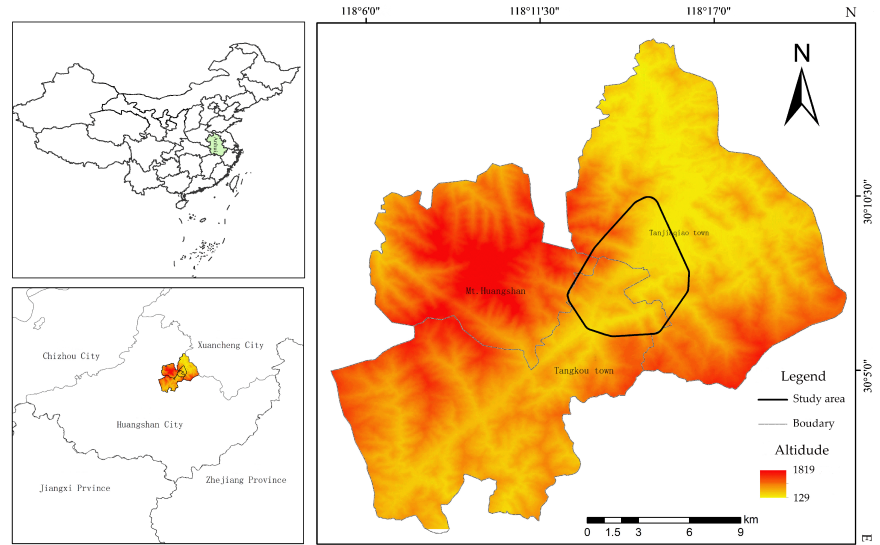 118°6′0″ 118°11′30″ 118°17′0″ N
N
30°10′30″
Tanjiaqiao town
Mt.Huangshan
Tangkou town
30°5′0″
Legend
Study area
Boudary
Altidude
1819
129
km
0 1.5 3 6 9
E
Xuancheng City
Chizhou City
Huangshan City
Zhejiang Province
Jiangxi Prvince